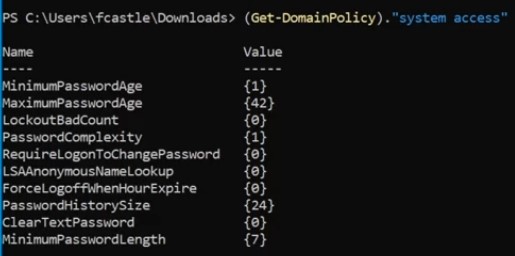 PS C:\Users\fcastle\Downloads> (Get-DomainPolicy)."system access"
Name Value
---- -----
MinimumPasswordAge {1}
MaximumPasswordAge {42}
LockoutBadCount {0}
PasswordComplexity {1}
RequireLogonToChangePassword {0}
LSAAnonymousNameLookup {0}
ForceLogoffWhenHourExpire {0}
PasswordHistorySize {24}
ClearTextPassword {0}
MinimumPasswordLength {7}